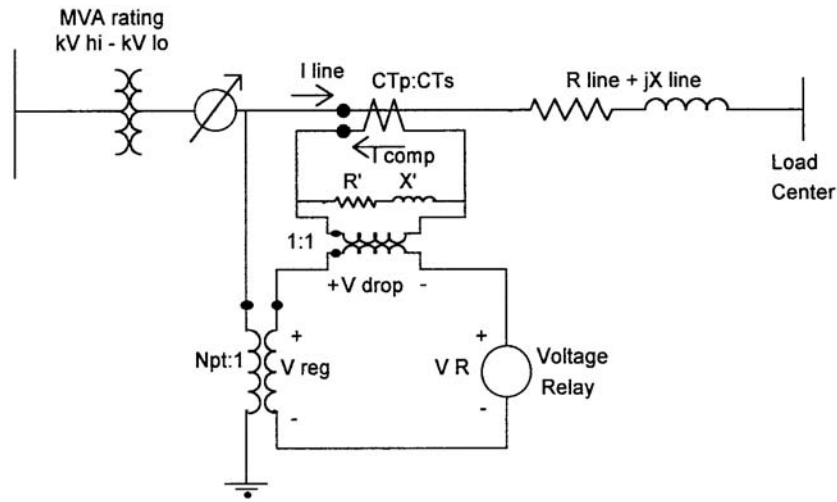 MVA rating
kV hi - kV lo
I line
CTp:CTs
R line + jX line
I comp
Load
Center
R'
X'
1:1
+V drop -
+
+
Npt:1
V reg
V R
Voltage
Relay
-
-